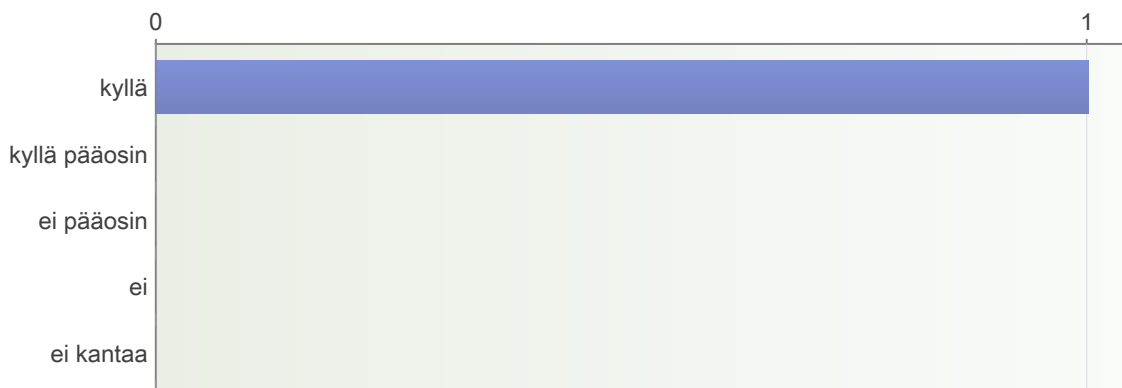 0 1
kyllä
kyllä pääosin
ei pääosin
ei
ei kantaa